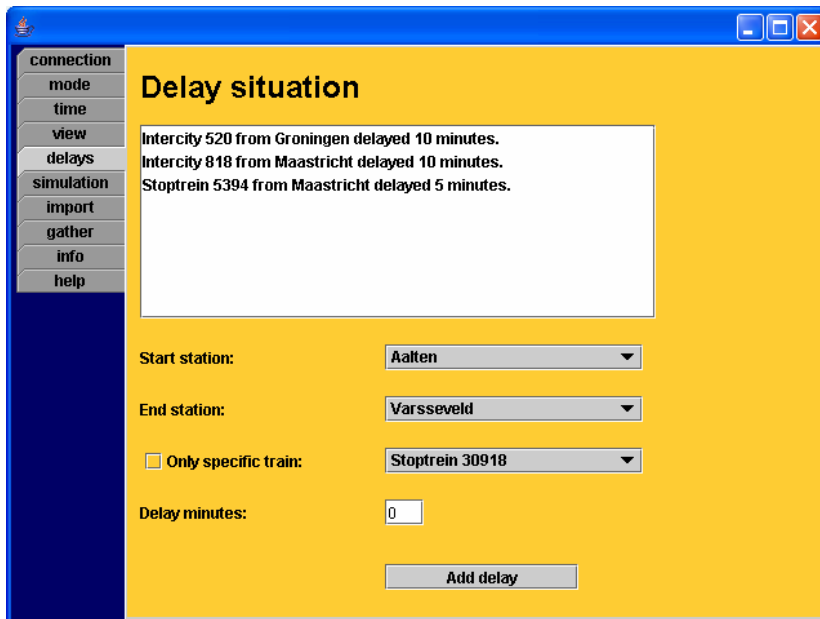 connection
mode
time
view
delays
simulation
import
gather
info
help
Delay situation
Intercity 520 from Groningen delayed 10 minutes.
Intercity 818 from Maastricht delayed 10 minutes.
Stoptrein 5394 from Maastricht delayed 5 minutes.
Start station: Aalten
End station: Varsseveld
Only specific train: Stoptrein 30918
Delay minutes: 0
Add delay